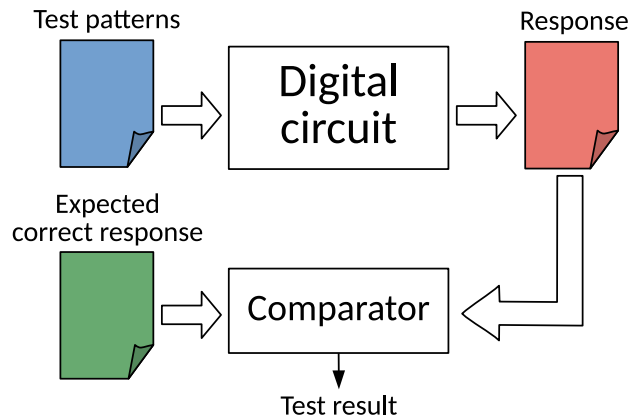 Test patterns
Response
Digital
circuit
Expected
correct response
Comparator
Test result